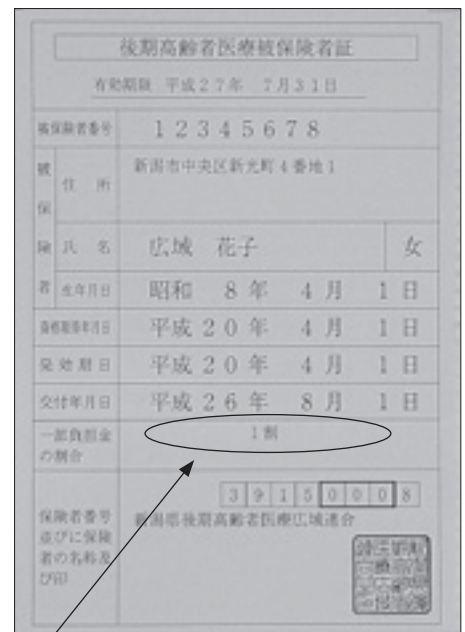 後期高齢者医療被保険者証
有効期限 平成27年 7月31日
被保険者番号 12345678
被保険者
住所 新潟市中央区新光町4番地1
氏名 広域 花子 女
生年月日 昭和 8年 4月 1日
資格取得年月日 平成20年 4月 1日
発効期日 平成20年 4月 1日
交付年月日 平成26年 8月 1日
一部負担金の割合 1割
保険者番号 39150008
並びに保険 新潟県後期高齢者医療広域連合
者の名称及
び印